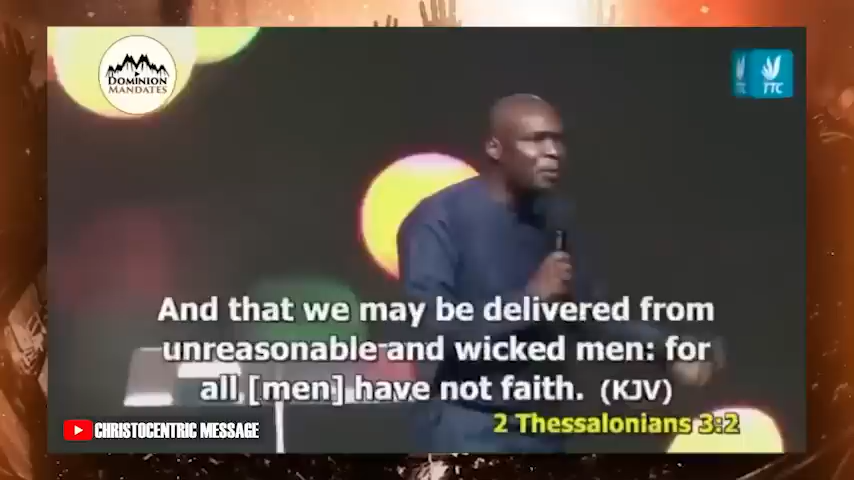 DOMINION
MANDATES
TTC
And that we may be delivered from
unreasonable and wicked men: for
all [men] have not faith. (KJV)
2 Thessalonians 3:2
CHRISTOCENTRIC MESSAGE